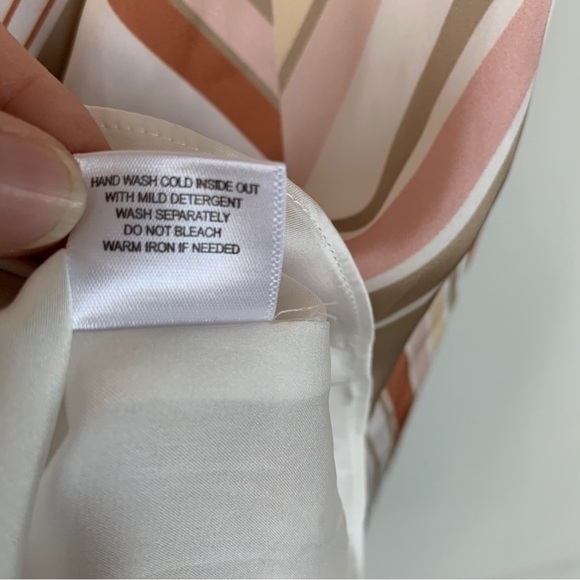 HAND WASH COLD INSIDE OUT
WITH MILD DETERGENT
WASH SEPARATELY
DO NOT BLEACH
WARM IRON IF NEEDED